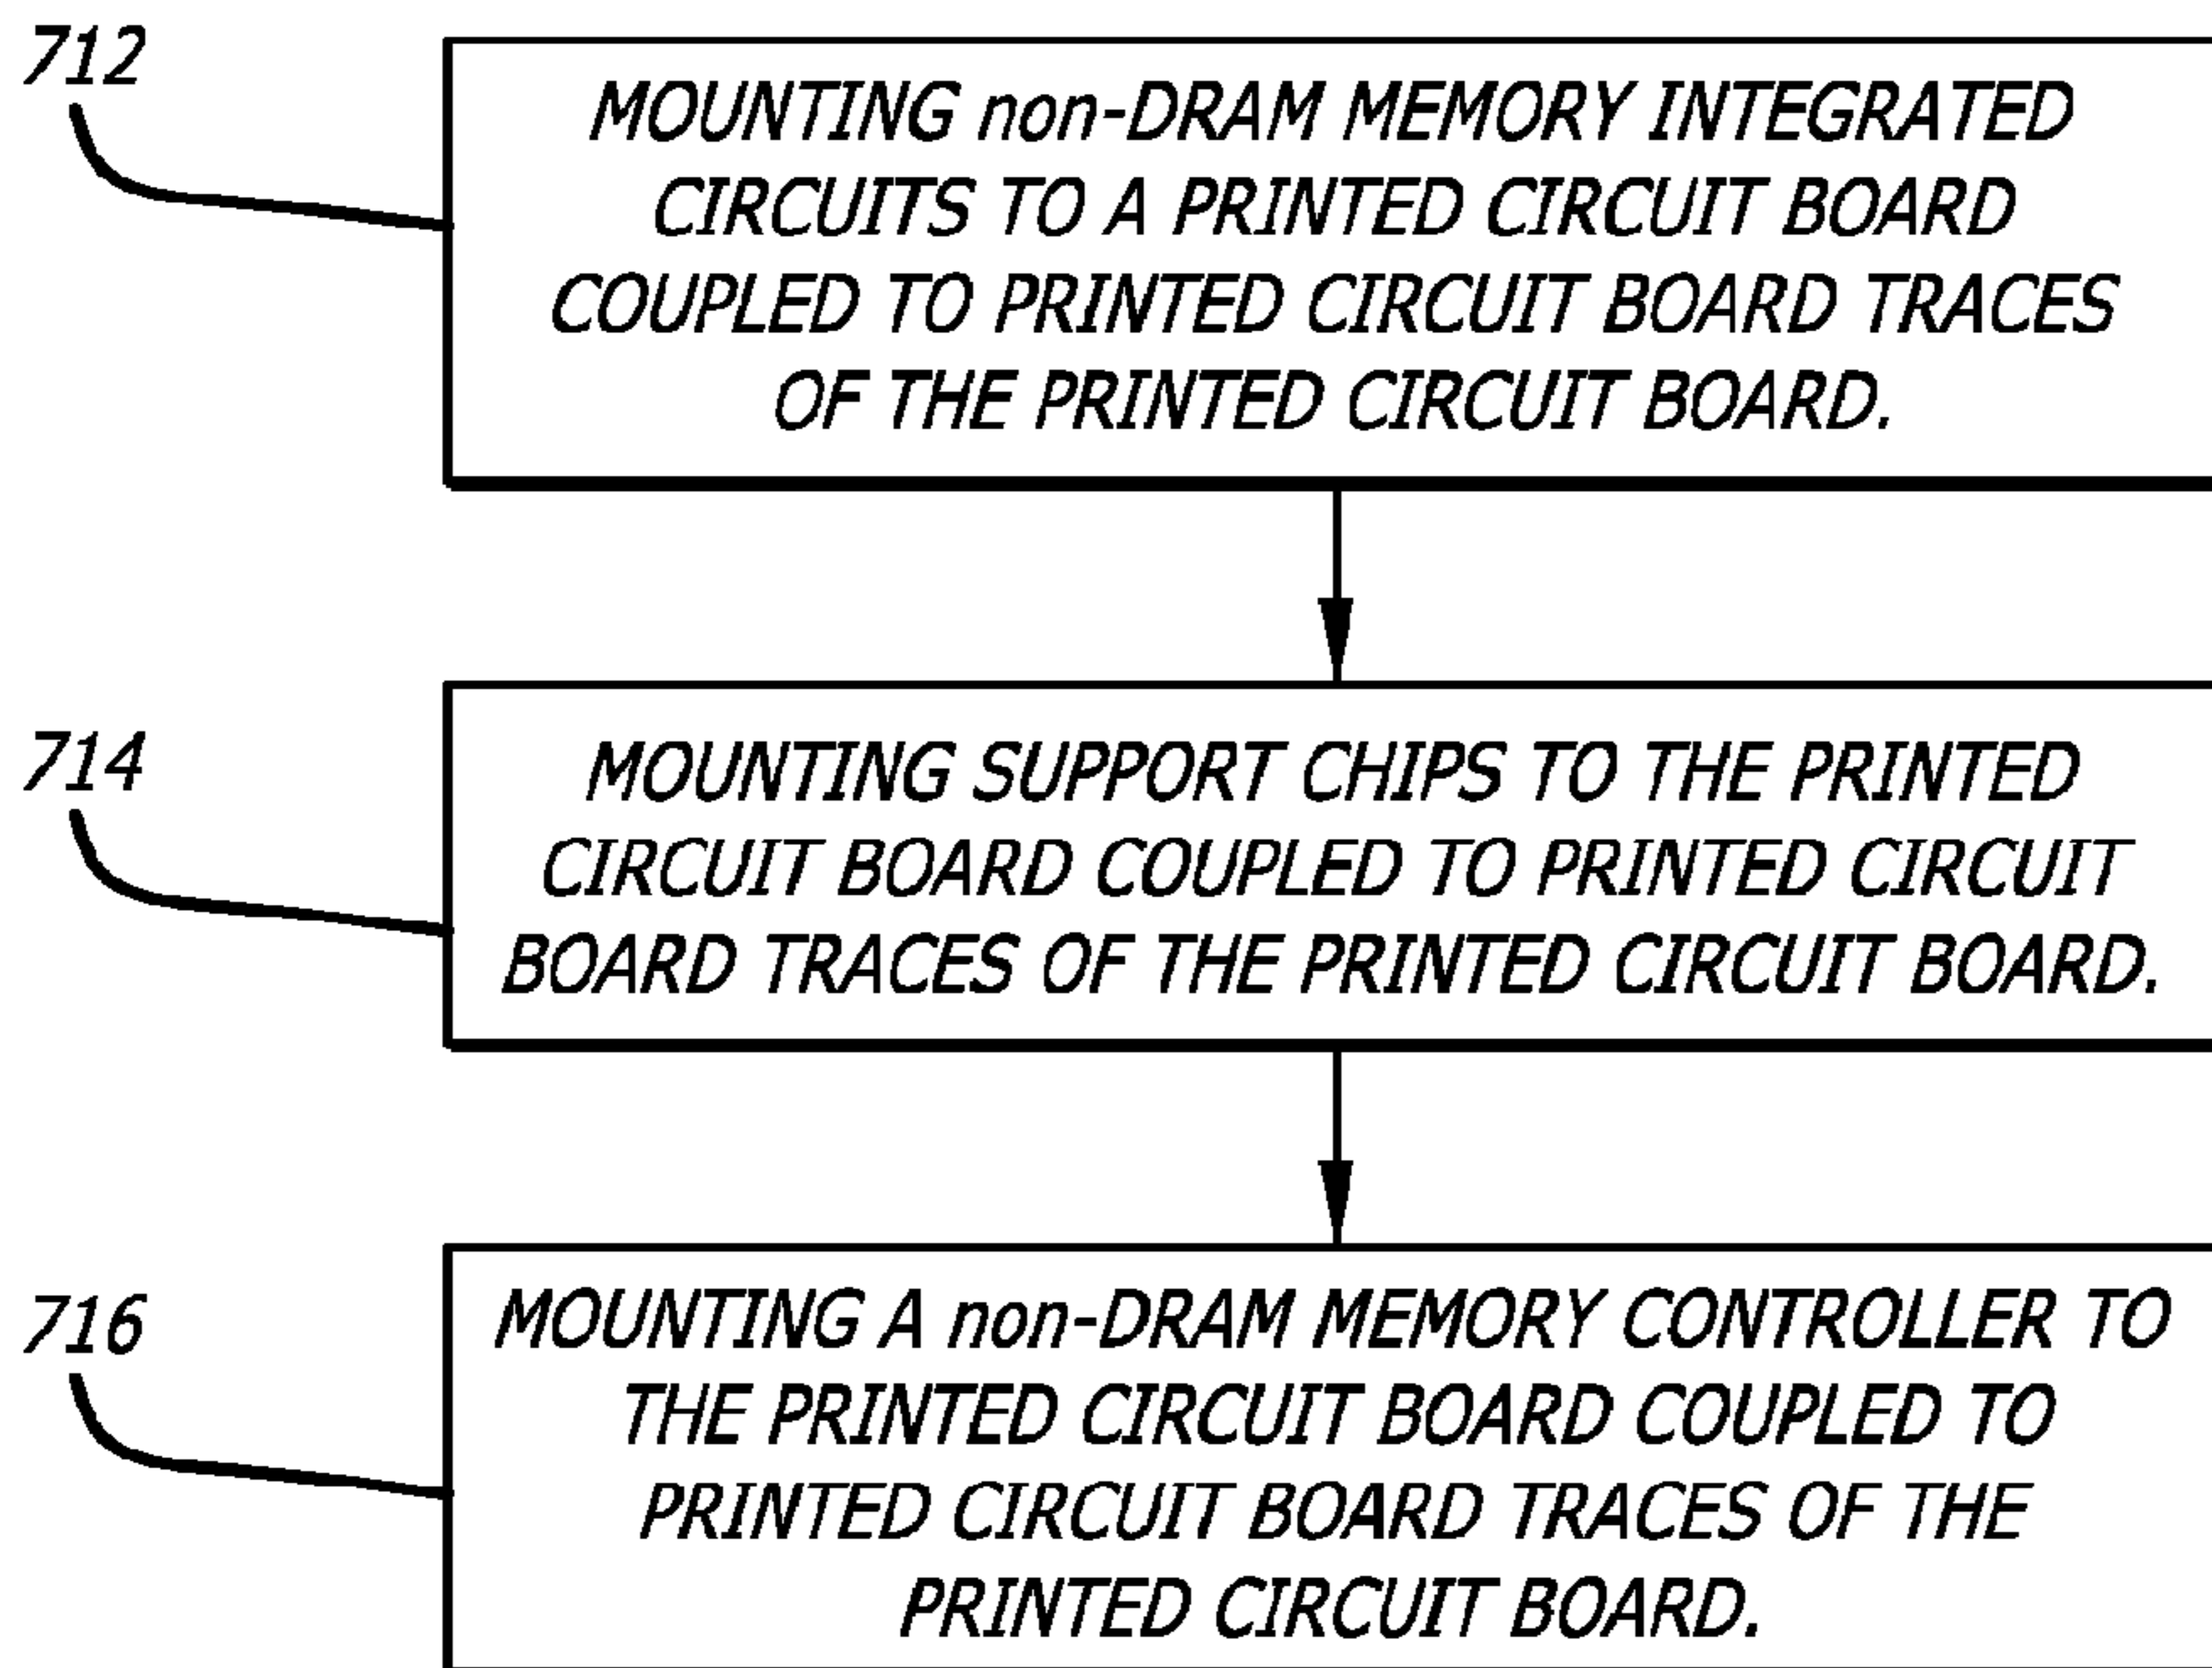 712
MOUNTING non-DRAM MEMORY INTEGRATED
CIRCUITS TO A PRINTED CIRCUIT BOARD
COUPLED TO PRINTED CIRCUIT BOARD TRACES
OF THE PRINTED CIRCUIT BOARD.
714
MOUNTING SUPPORT CHIPS TO THE PRINTED
CIRCUIT BOARD COUPLED TO PRINTED CIRCUIT
BOARD TRACES OF THE PRINTED CIRCUIT BOARD.
716
MOUNTING A non-DRAM MEMORY CONTROLLER TO
THE PRINTED CIRCUIT BOARD COUPLED TO
PRINTED CIRCUIT BOARD TRACES OF THE
PRINTED CIRCUIT BOARD.